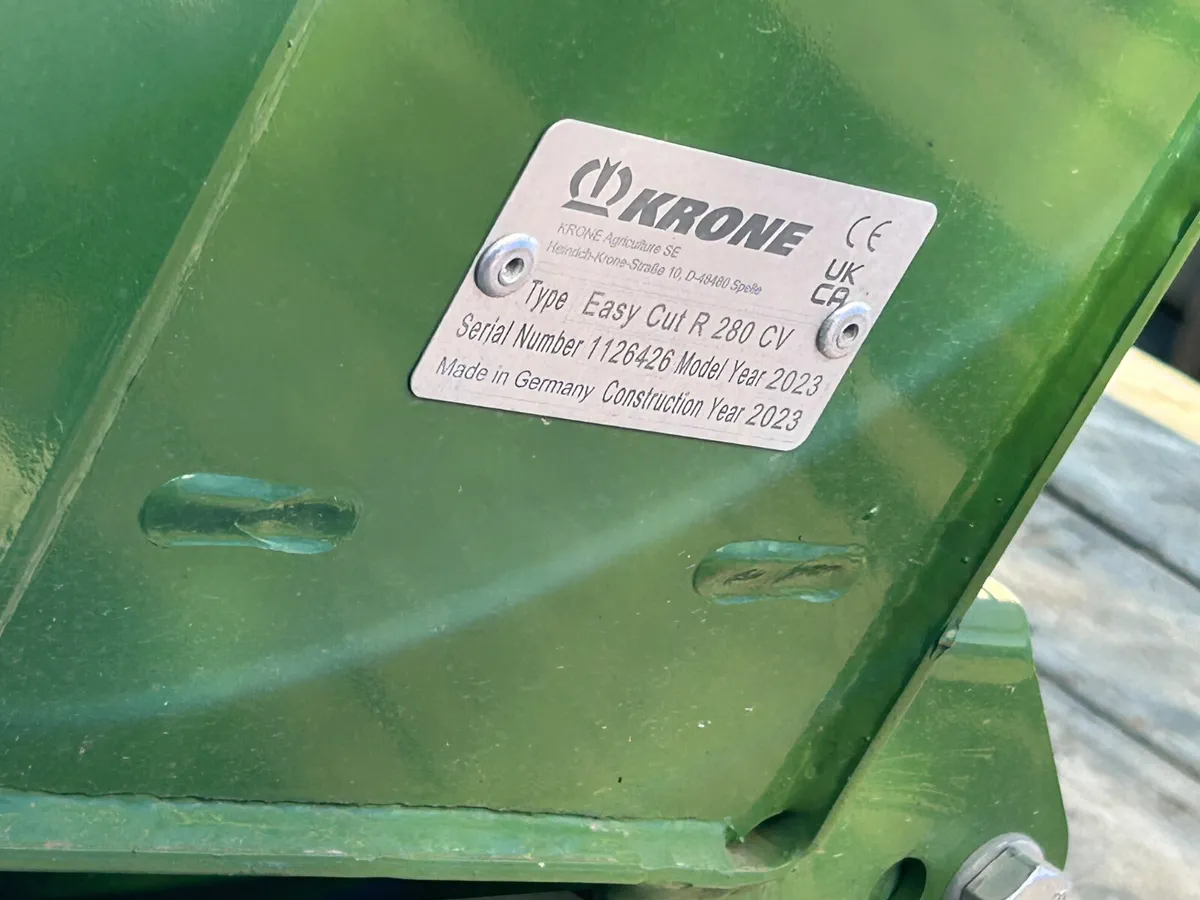 KRONE
CE
KRONE Agriculture SE
Heinrich-Krone-Straße 10, D-48480 Spelle
UK
CA
Type Easy Cut R 280 CV
Serial Number 1126426 Model Year 2023
Made in Germany Construction Year 2023